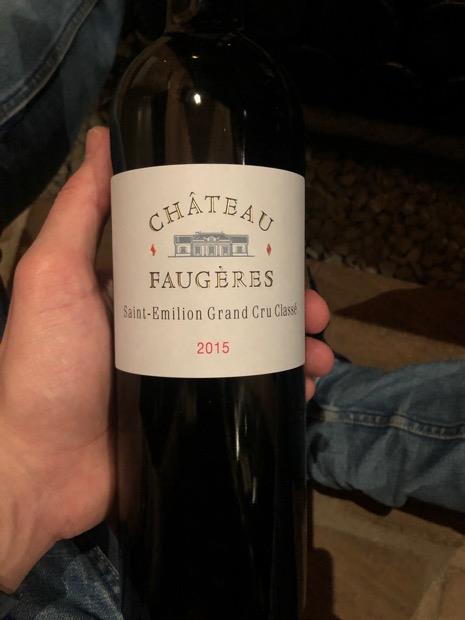 CHÂTEAU
FAUGÈRES
Saint-Emilion Grand Cru Classé
2015